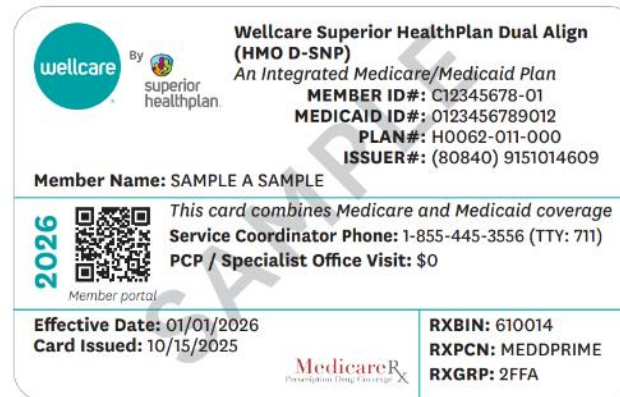 wellcare
By
superior
healthplan.
Wellcare Superior HealthPlan Dual Align
(HMO D-SNP)
An Integrated Medicare/Medicaid Plan
MEMBER ID#: C12345678-01
MEDICAID ID#: 0123456789012
PLAN#: H0062-011-000
ISSUER#: (80840) 9151014609
Member Name: SAMPLE A SAMPLE
SAMPLE
2026
Member portal
This card combines Medicare and Medicaid coverage
Service Coordinator Phone: 1-855-445-3556 (TTY: 711)
PCP / Specialist Office Visit: $0
Effective Date: 01/01/2026
Card Issued: 10/15/2025
MedicareRx
Prescription Drug Coverage
RXBIN: 610014
RXPCN: MEDDPRIME
RXGRP: 2FFA